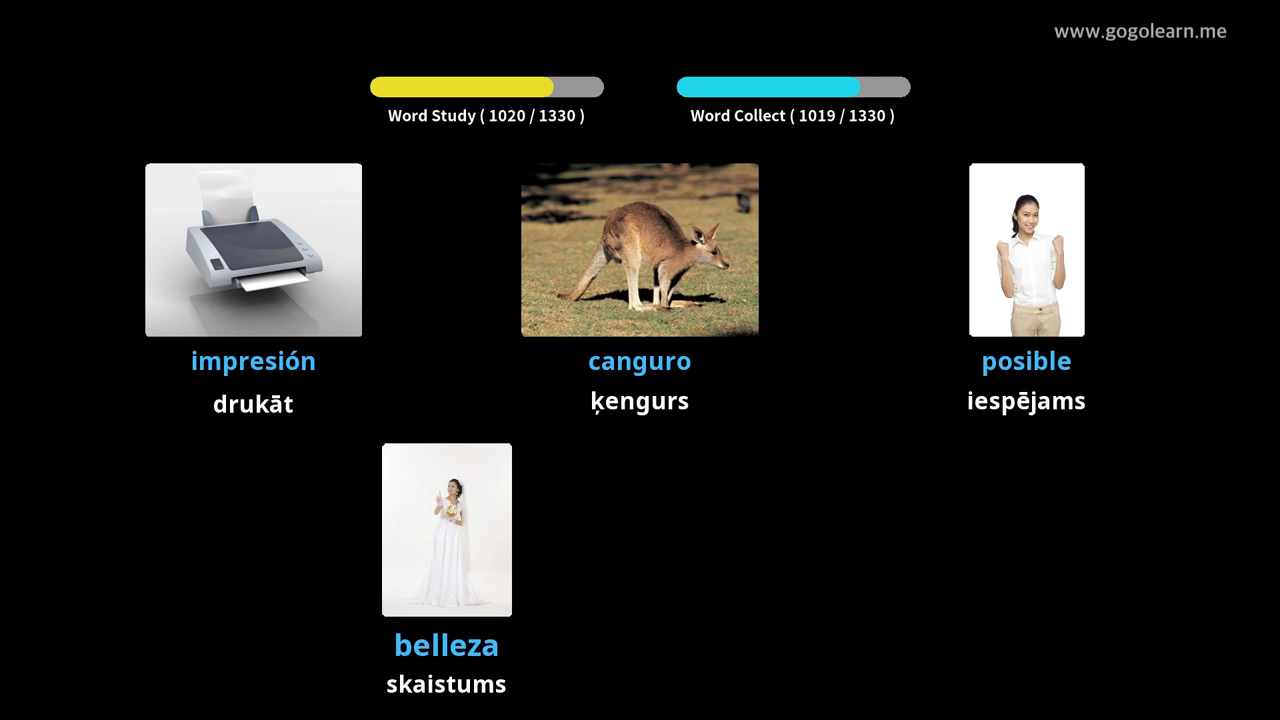 www.gogolearn.me
Word Study ( 1020 / 1330 )
Word Collect ( 1019 / 1330 )
impresión
drukāt
canguro
ķengurs
posible
iespējams
belleza
skaistums